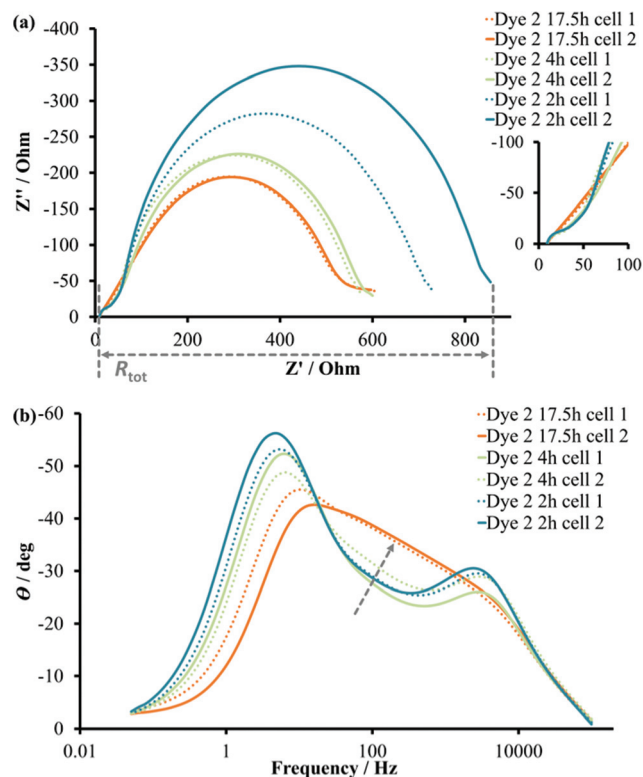 (a)
Dye 2 17.5h cell 1
Dye 2 17.5h cell 2
Dye 2 4h cell 1
Dye 2 4h cell 2
Dye 2 2h cell 1
Dye 2 2h cell 2
-400
-350
-300
-250
-200
-150
-100
-50
0
Z'' / Ohm
-100
-50
0
0 50 100
0 200 400 600 800
Rtot
Z' / Ohm
(b)
Dye 2 17.5h cell 1
Dye 2 17.5h cell 2
Dye 2 4h cell 1
Dye 2 4h cell 2
Dye 2 2h cell 1
Dye 2 2h cell 2
-60
-50
-40
-30
-20
-10
0
Θ / deg
0.01 1 100 10000
Frequency / Hz